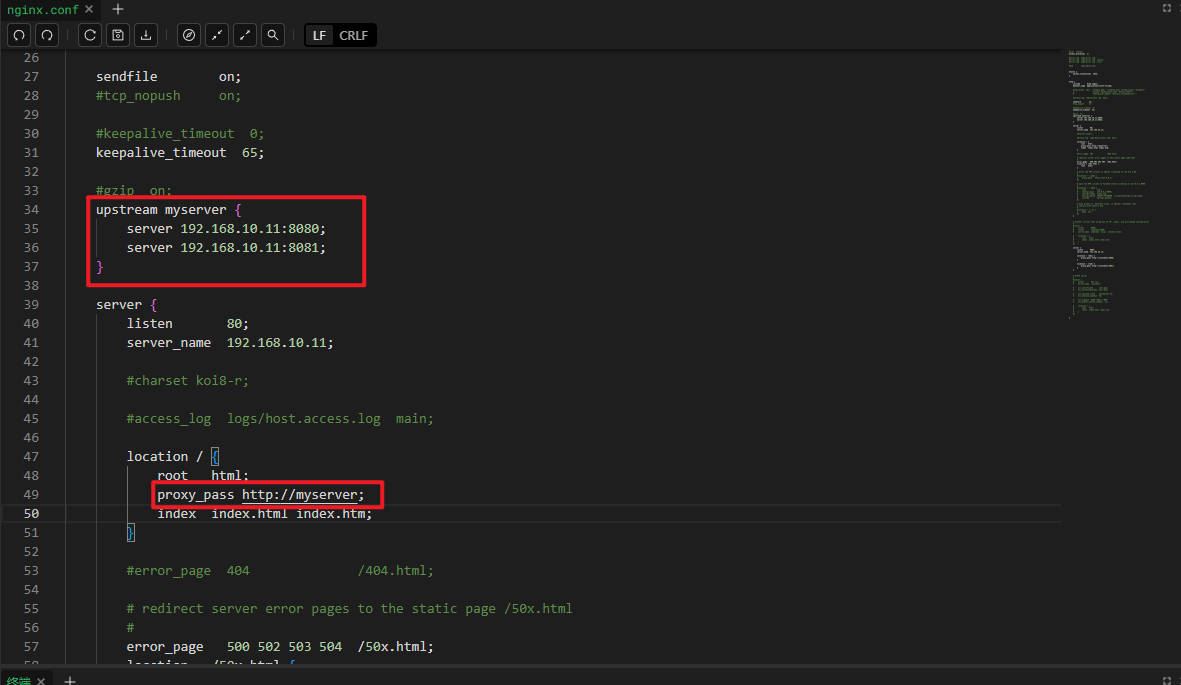 nginx.conf
LF CRLF
26
27 sendfile on;
28 #tcp_nopush on;
29
30 #keepalive_timeout 0;
31 keepalive_timeout 65;
32
33 #gzip on;
34 upstream myserver {
35 server 192.168.10.11:8080;
36 server 192.168.10.11:8081;
37 }
38
39 server {
40 listen 80;
41 server_name 192.168.10.11;
42
43 #charset koi8-r;
44
45 #access_log logs/host.access.log main;
46
47 location / {
48 root html;
49 proxy_pass http://myserver;
50 index index.html index.htm;
51 }
52
53 #error_page 404 /404.html;
54
55 # redirect server error pages to the static page /50x.html
56 #
57 error_page 500 502 503 504 /50x.html;
58 location /50x.html {
终端